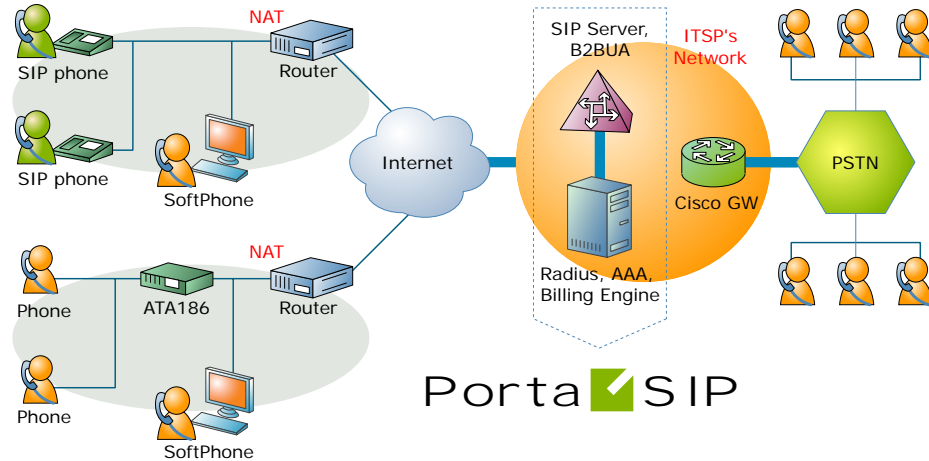 NAT
SIP phone
Router
SIP phone
SoftPhone
Internet
SIP Server,
B2BUA
ITSP's
Network
Cisco GW
PSTN
Radius, AAA,
Billing Engine
NAT
Phone
ATA186
Router
Phone
SoftPhone
Porta SIP